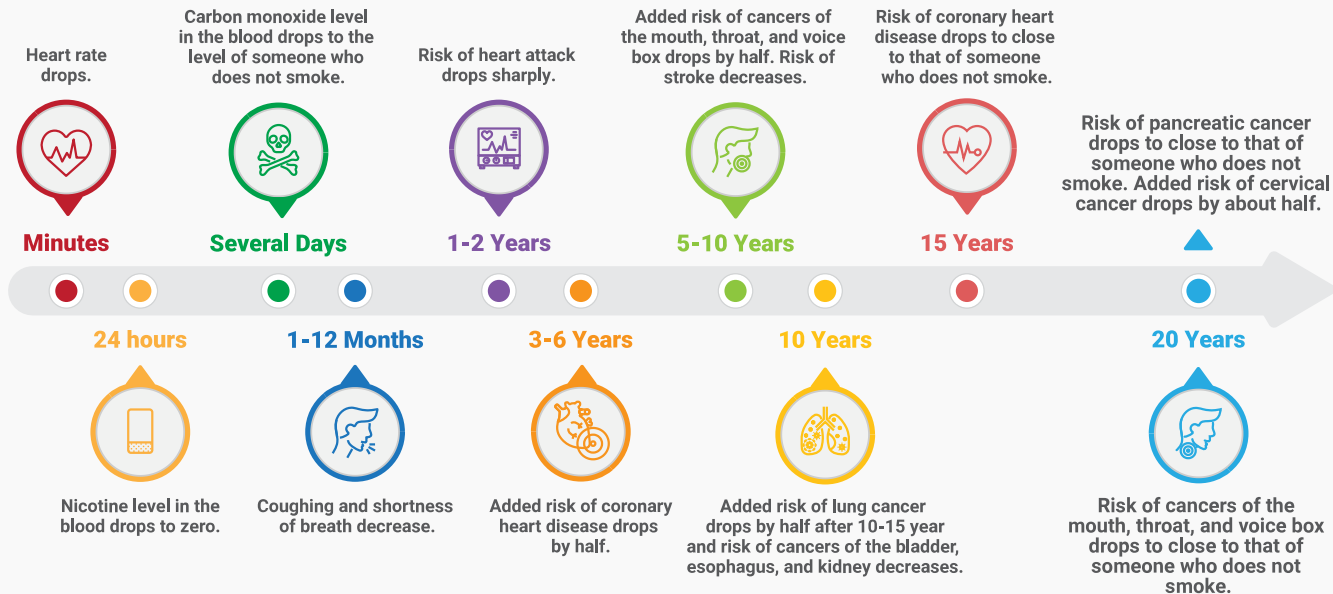 Heart rate
drops.
Minutes
24 hours
Nicotine level in the
blood drops to zero.
Carbon monoxide level
in the blood drops to the
level of someone who
does not smoke.
Several Days
1-12 Months
Coughing and shortness
of breath decrease.
Risk of heart attack
drops sharply.
1-2 Years
3-6 Years
Added risk of coronary
heart disease drops
by half.
Added risk of cancers of
the mouth, throat, and voice
box drops by half. Risk of
stroke decreases.
5-10 Years
10 Years
Added risk of lung cancer
drops by half after 10-15 year
and risk of cancers of the bladder,
esophagus, and kidney decreases.
Risk of coronary heart
disease drops to close
to that of someone
who does not smoke.
15 Years
Risk of pancreatic cancer
drops to close to that of
someone who does not
smoke. Added risk of cervical
cancer drops by about half.
20 Years
Risk of cancers of the
mouth, throat, and voice box
drops to close to that of
someone who does not
smoke.